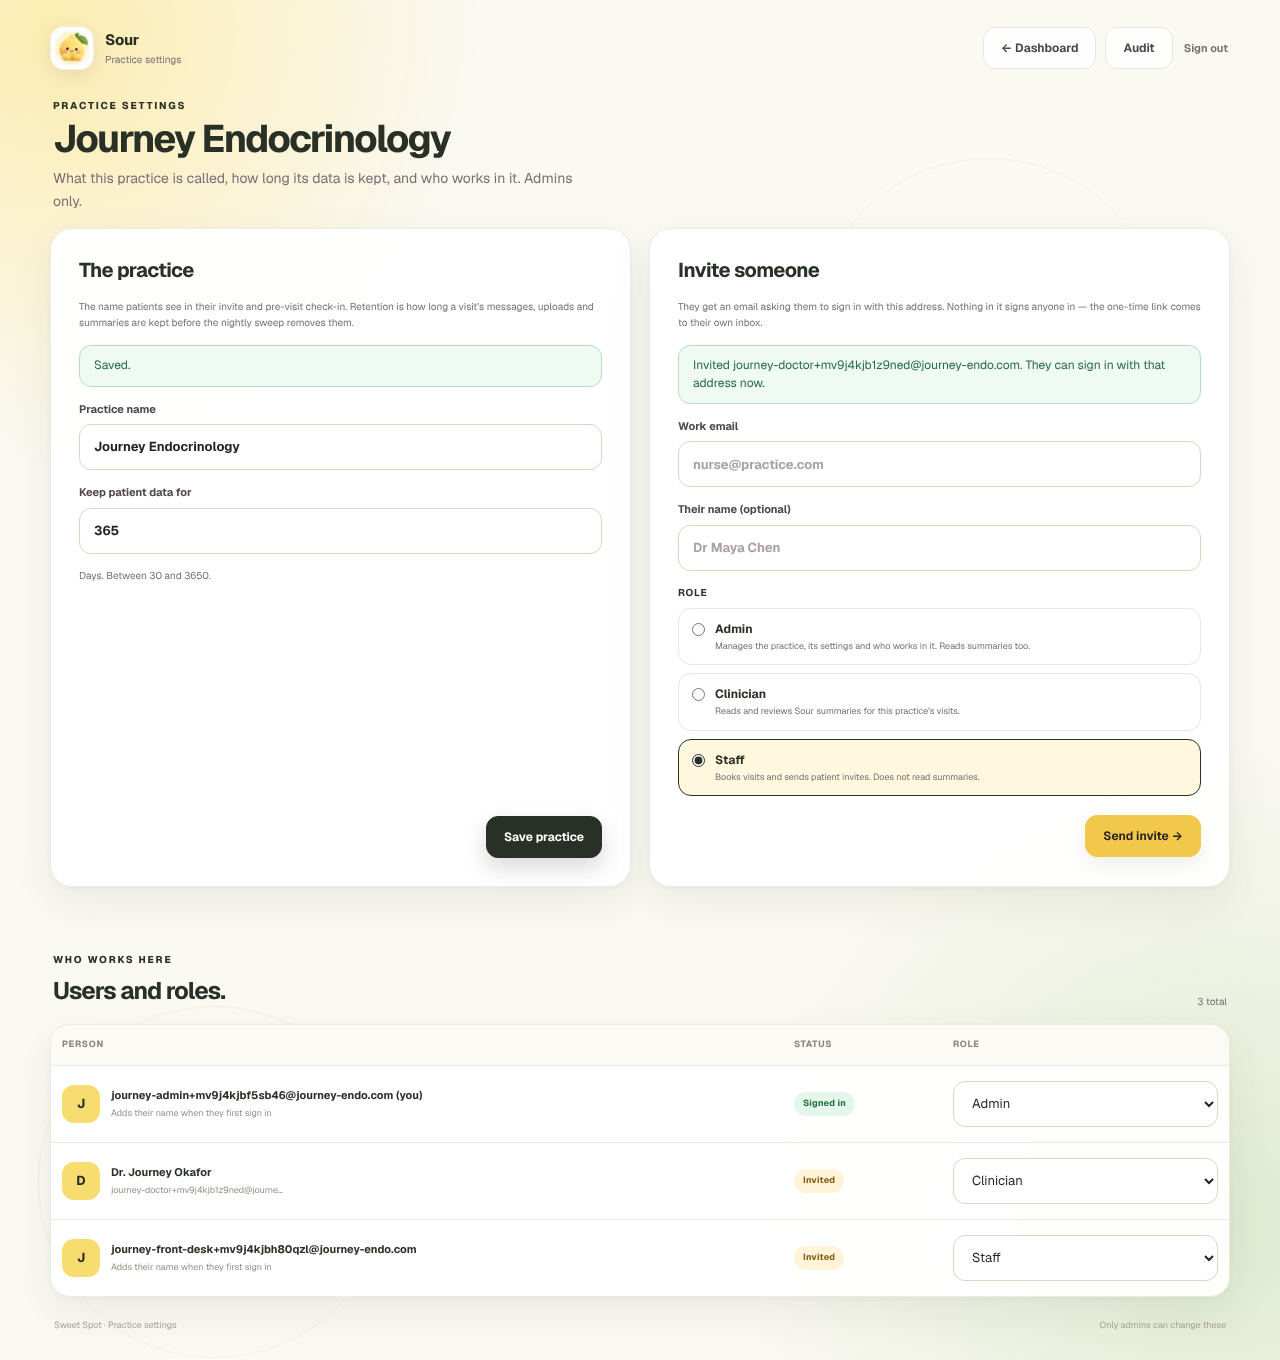 Sour
Practice settings
← Dashboard
Audit
Sign out
PRACTICE SETTINGS
Journey Endocrinology
What this practice is called, how long its data is kept, and who works in it. Admins
only.
The practice
The name patients see in their invite and pre-visit check-in. Retention is how long a visit's messages, uploads and
summaries are kept before the nightly sweep removes them.
Saved.
Practice name
Journey Endocrinology
Keep patient data for
365
Days. Between 30 and 3650.
Save practice
Invite someone
They get an email asking them to sign in with this address. Nothing in it signs anyone in — the one-time link comes
to their own inbox.
Invited journey-doctor+mv9j4kjb1z9ned@journey-endo.com. They can sign in with that
address now.
Work email
nurse@practice.com
Their name (optional)
Dr Maya Chen
ROLE
Admin
Manages the practice, its settings and who works in it. Reads summaries too.
Clinician
Reads and reviews Sour summaries for this practice's visits.
Staff
Books visits and sends patient invites. Does not read summaries.
Send invite →
WHO WORKS HERE
Users and roles.
3 total
PERSON STATUS ROLE
J
journey-admin+mv9j4kjbf5sb46@journey-endo.com (you)
Adds their name when they first sign in
Signed in
Admin
D
Dr. Journey Okafor
journey-doctor+mv9j4kjb1z9ned@journe...
Invited
Clinician
J
journey-front-desk+mv9j4kjbh80qzl@journey-endo.com
Adds their name when they first sign in
Invited
Staff
Sweet Spot · Practice settings
Only admins can change these